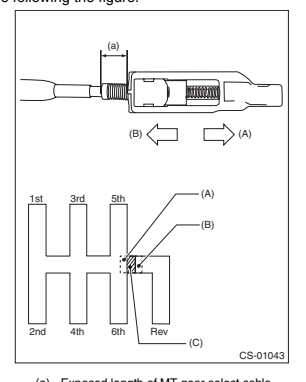 following the figure.
(a)
(B)
(A)
1st
3rd
5th
(A)
(B)
2nd
4th
6th
Rev
(C)
CS-01043
(a) Exposed length of MT gear select cable